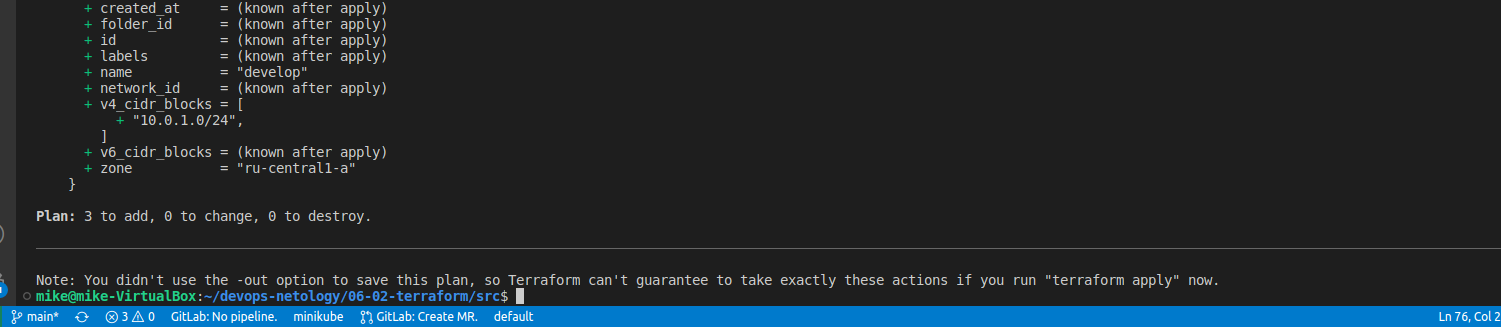 + created_at     = (known after apply)
+ folder_id      = (known after apply)
+ id             = (known after apply)
+ labels         = (known after apply)
+ name           = "develop"
+ network_id     = (known after apply)
+ v4_cidr_blocks = [
+ "10.0.1.0/24",
]
+ v6_cidr_blocks = (known after apply)
+ zone           = "ru-central1-a"
}
Plan: 3 to add, 0 to change, 0 to destroy.
Note: You didn't use the -out option to save this plan, so Terraform can't guarantee to take exactly these actions if you run "terraform apply" now.
mike@mike-VirtualBox:~/devops-netology/06-02-terraform/src$
main* 3 0 GitLab: No pipeline. minikube GitLab: Create MR. default Ln 76, Col 2